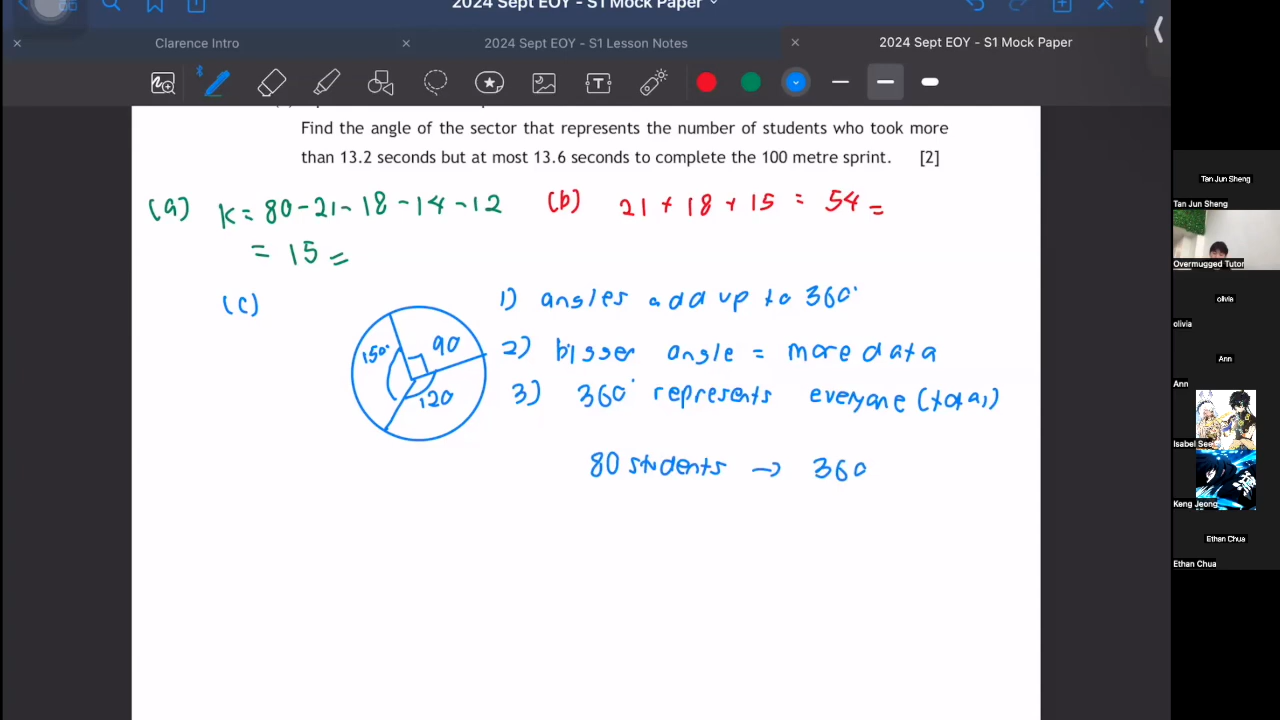 2024 Sept EOY - S1 Mock Paper
Clarence Intro
2024 Sept EOY - S1 Lesson Notes
2024 Sept EOY - S1 Mock Paper
Find the angle of the sector that represents the number of students who took more
than 13.2 seconds but at most 13.6 seconds to complete the 100 metre sprint. [2]
(a) K = 80 - 21 - 18 - 14 - 12
= 15 =
(b) 21 + 18 + 15 = 54 =
(c)
150°
90
120
1) angles add up to 360°
2) bigger angle = more data
3) 360° represents everyone (total)
80 students → 360
Tan Jun Sheng
Tan Jun Sheng
Overmugged Tutor
olivia
olivia
Ann
Ann
Isabel See
Keng Jeong
Ethan Chua
Ethan Chua